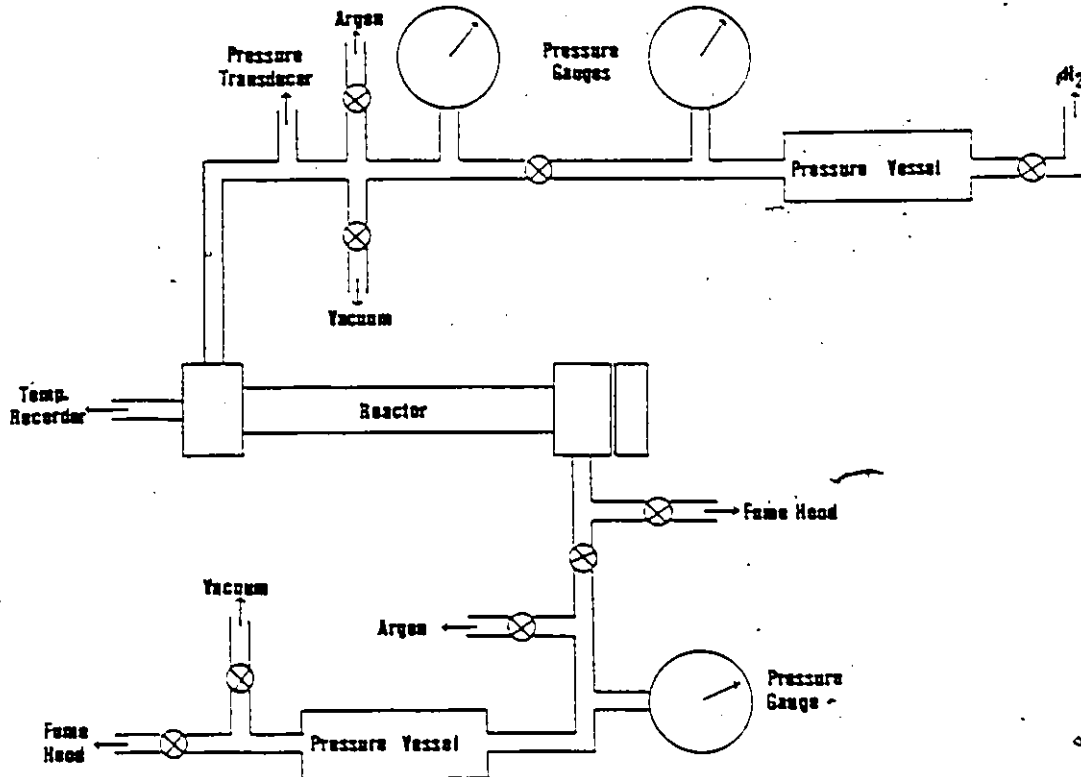 Argon
Pressure
Transducer
Pressure
Gauges
Pressure Vessel
Vacuum
Temp.
Recorder
Reactor
Fume Hood
Vacuum
Argon
Pressure
Gauge
Fume
Hood
Pressure Vessel